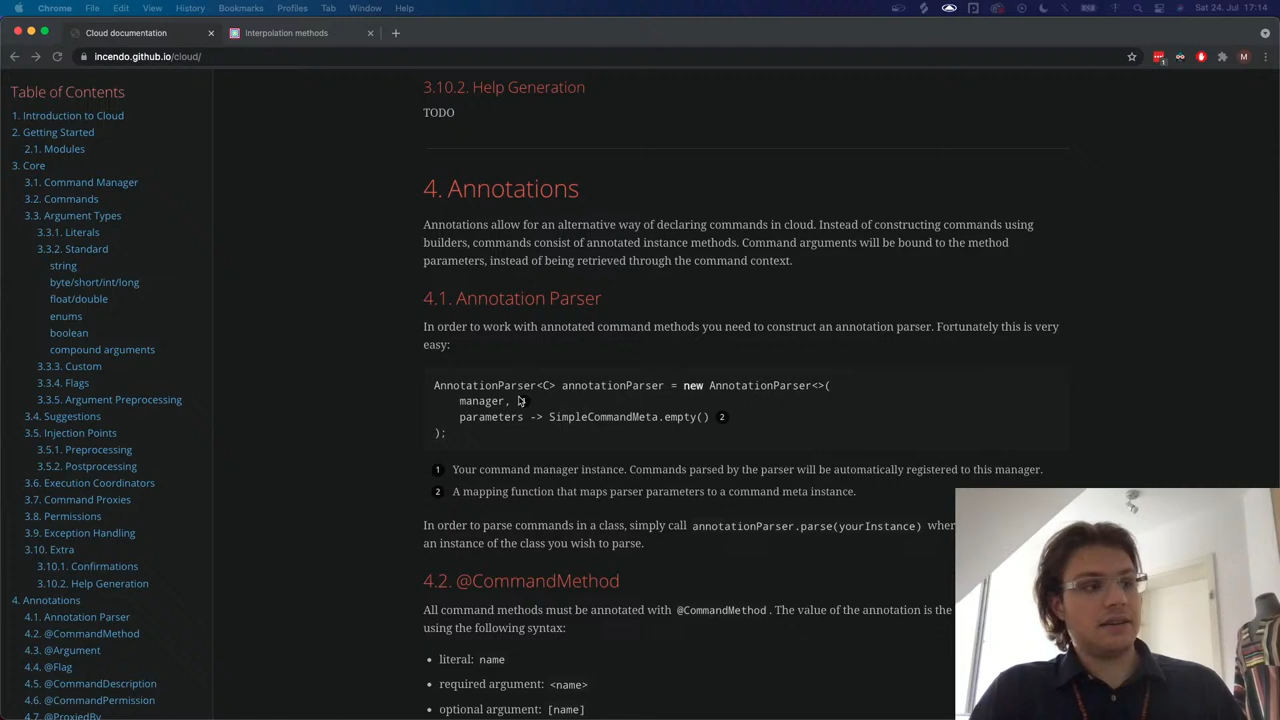 Chrome File Edit View History Bookmarks Profiles Tab Window Help Sat 24. Jul 17:14
Cloud documentation Interpolation methods
incendo.github.io/cloud/ M
Table of Contents
1. Introduction to Cloud
2. Getting Started
2.1. Modules
3. Core
3.1. Command Manager
3.2. Commands
3.3. Argument Types
3.3.1. Literals
3.3.2. Standard
string
byte/short/int/long
float/double
enums
boolean
compound arguments
3.3.3. Custom
3.3.4. Flags
3.3.5. Argument Preprocessing
3.4. Suggestions
3.5. Injection Points
3.5.1. Preprocessing
3.5.2. Postprocessing
3.6. Execution Coordinators
3.7. Command Proxies
3.8. Permissions
3.9. Exception Handling
3.10. Extra
3.10.1. Confirmations
3.10.2. Help Generation
4. Annotations
4.1. Annotation Parser
4.2. @CommandMethod
4.3. @Argument
4.4. @Flag
4.5. @CommandDescription
4.6. @CommandPermission
4.7. @ProxiedBy
3.10.2. Help Generation
TODO
4. Annotations
Annotations allow for an alternative way of declaring commands in cloud. Instead of constructing commands using
builders, commands consist of annotated instance methods. Command arguments will be bound to the method
parameters, instead of being retrieved through the command context.
4.1. Annotation Parser
In order to work with annotated command methods you need to construct an annotation parser. Fortunately this is very
easy:
AnnotationParser<C> annotationParser = new AnnotationParser<>(
manager,
parameters -> SimpleCommandMeta.empty() 2
);
1 Your command manager instance. Commands parsed by the parser will be automatically registered to this manager.
2 A mapping function that maps parser parameters to a command meta instance.
In order to parse commands in a class, simply call annotationParser.parse(yourInstance) wher
an instance of the class you wish to parse.
4.2. @CommandMethod
All command methods must be annotated with @CommandMethod. The value of the annotation is the
using the following syntax:
• literal: name
• required argument: <name>
• optional argument: [name]